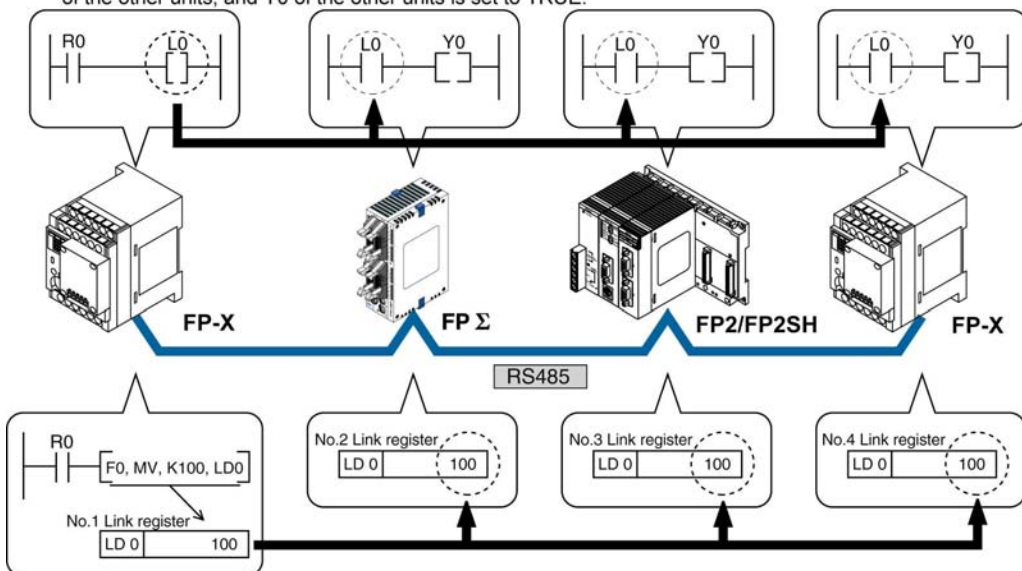 of the other units, and Y0 of the other units is set to TRUE.
R0 L0
L0 Y0
L0 Y0
L0 Y0
FP-X
FP Σ
FP2/FP2SH
FP-X
RS485
R0
F0, MV, K100, LD0
No.1 Link register
LD 0 100
No.2 Link register
LD 0 100
No.3 Link register
LD 0 100
No.4 Link register
LD 0 100